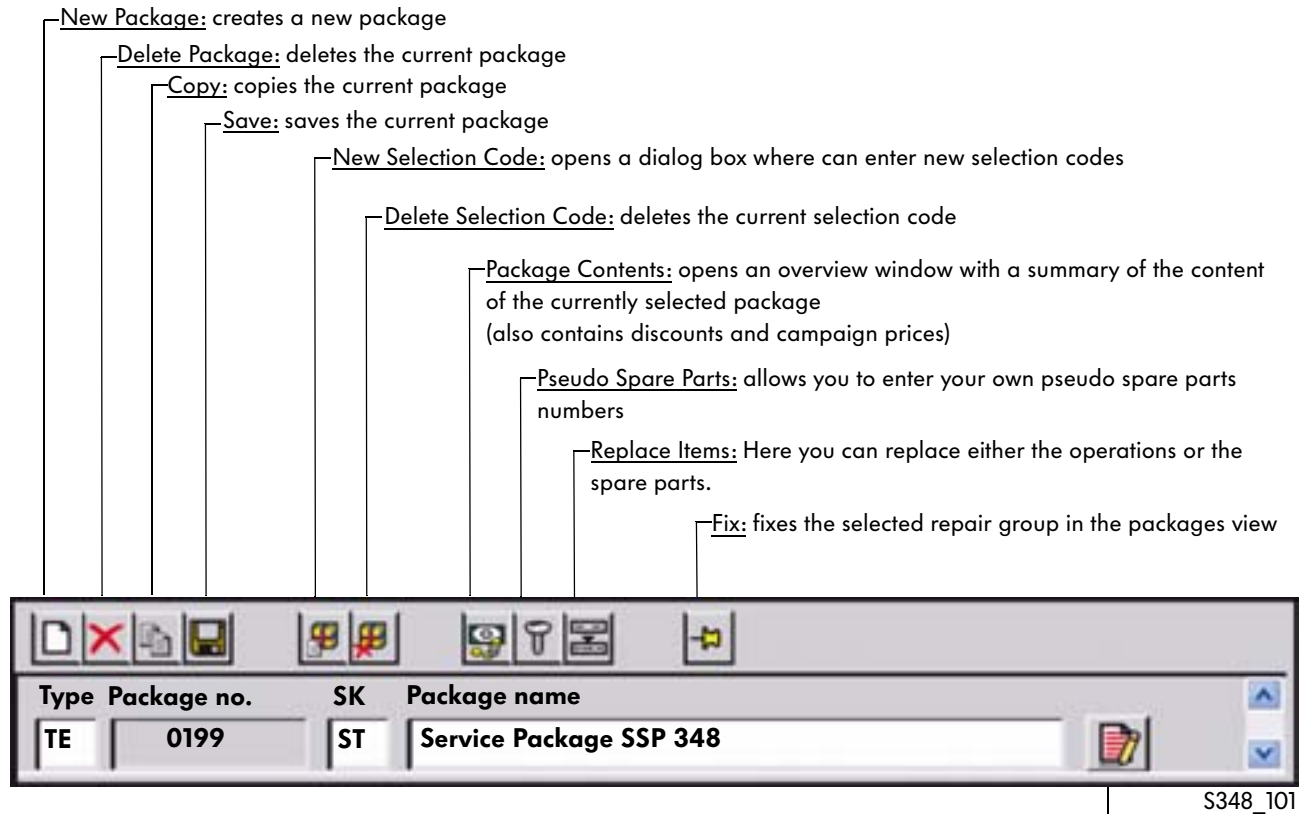 New Package: creates a new package
Delete Package: deletes the current package
Copy: copies the current package
Save: saves the current package
New Selection Code: opens a dialog box where can enter new selection codes
Delete Selection Code: deletes the current selection code
Package Contents: opens an overview window with a summary of the content
of the currently selected package
(also contains discounts and campaign prices)
Pseudo Spare Parts: allows you to enter your own pseudo spare parts
numbers
Replace Items: Here you can replace either the operations or the
spare parts.
Fix: fixes the selected repair group in the packages view
Type Package no. SK Package name
TE 0199 ST Service Package SSP 348
S348_101